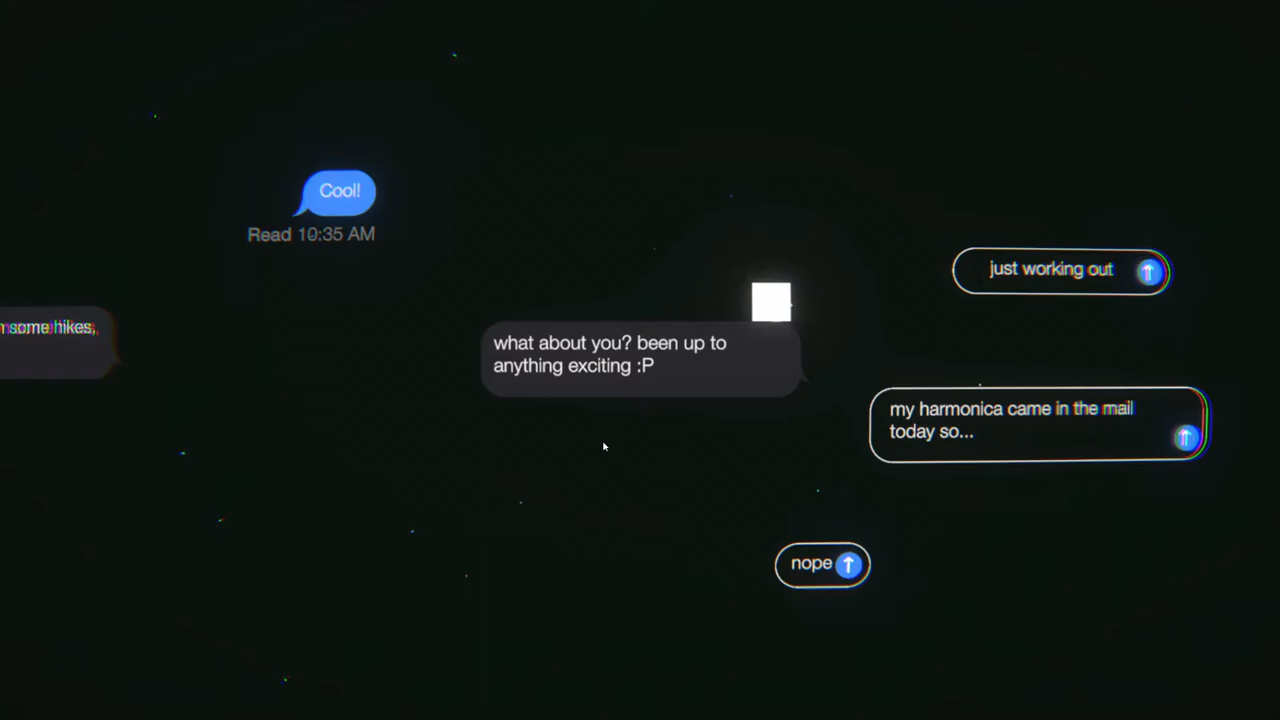 Cool!
Read 10:35 AM
some hikes,
what about you? been up to
anything exciting :P
just working out
my harmonica came in the mail
today so...
nope